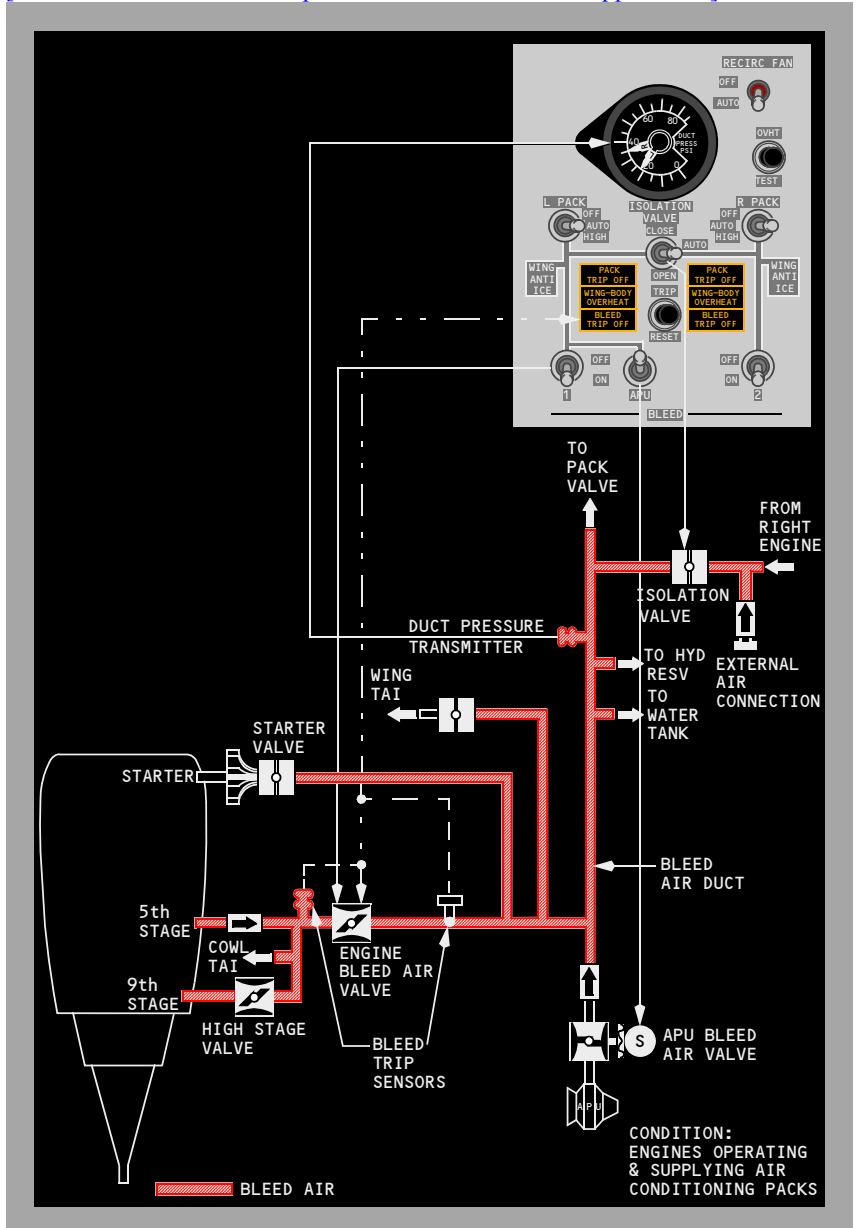 RECIRC FAN
OFF
AUTO
OVHT
TEST
60
80
40
20
0
DUCT
PRESS
PSI
L PACK
OFF
AUTO
HIGH
ISOLATION
VALVE
CLOSE
AUTO
OPEN
R PACK
OFF
AUTO
HIGH
WING
ANTI
ICE
PACK
TRIP OFF
WING-BODY
OVERHEAT
BLEED
TRIP OFF
TRIP
RESET
PACK
TRIP OFF
WING-BODY
OVERHEAT
BLEED
TRIP OFF
WING
ANTI
ICE
OFF
ON
1
APU
OFF
ON
2
BLEED
TO
PACK
VALVE
FROM
RIGHT
ENGINE
ISOLATION
VALVE
DUCT PRESSURE
TRANSMITTER
TO HYD
RESV
EXTERNAL
AIR
CONNECTION
TO
WATER
TANK
WING
TAI
STARTER
VALVE
STARTER
BLEED
AIR DUCT
5th
STAGE
COWL
TAI
9th
STAGE
ENGINE
BLEED AIR
VALVE
HIGH STAGE
VALVE
BLEED
TRIP
SENSORS
S
APU BLEED
AIR VALVE
APU
CONDITION:
ENGINES OPERATING
& SUPPLYING AIR
CONDITIONING PACKS
BLEED AIR